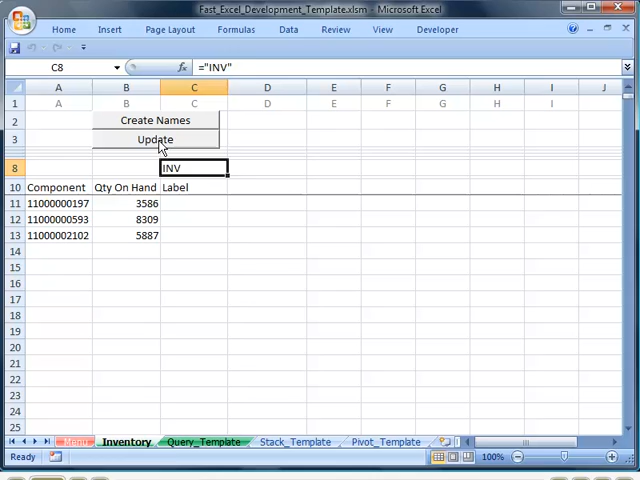 Fast_Excel_Development_Template.xlsm - Microsoft Excel
Home Insert Page Layout Formulas Data Review View Developer
C8 fx ="INV"
A B C D E F G H I J
1 A B C D E F G H I J
2 Create Names
3 Update
8 INV
10 Component Qty On Hand Label
11 11000000197 3586
12 11000000593 8309
13 11000002102 5887
14
15
16
17
18
19
20
21
22
23
24
25
Menu Inventory Query_Template Stack_Template Pivot_Template
Ready 100%